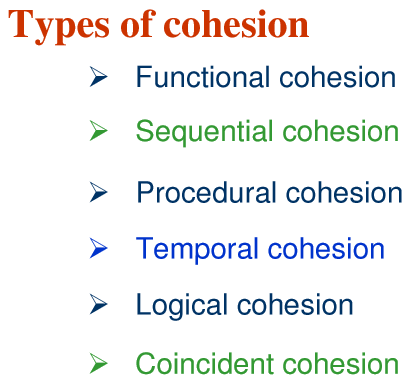 Types of cohesion
➢ Functional cohesion
➢ Sequential cohesion
➢ Procedural cohesion
➢ Temporal cohesion
➢ Logical cohesion
➢ Coincident cohesion